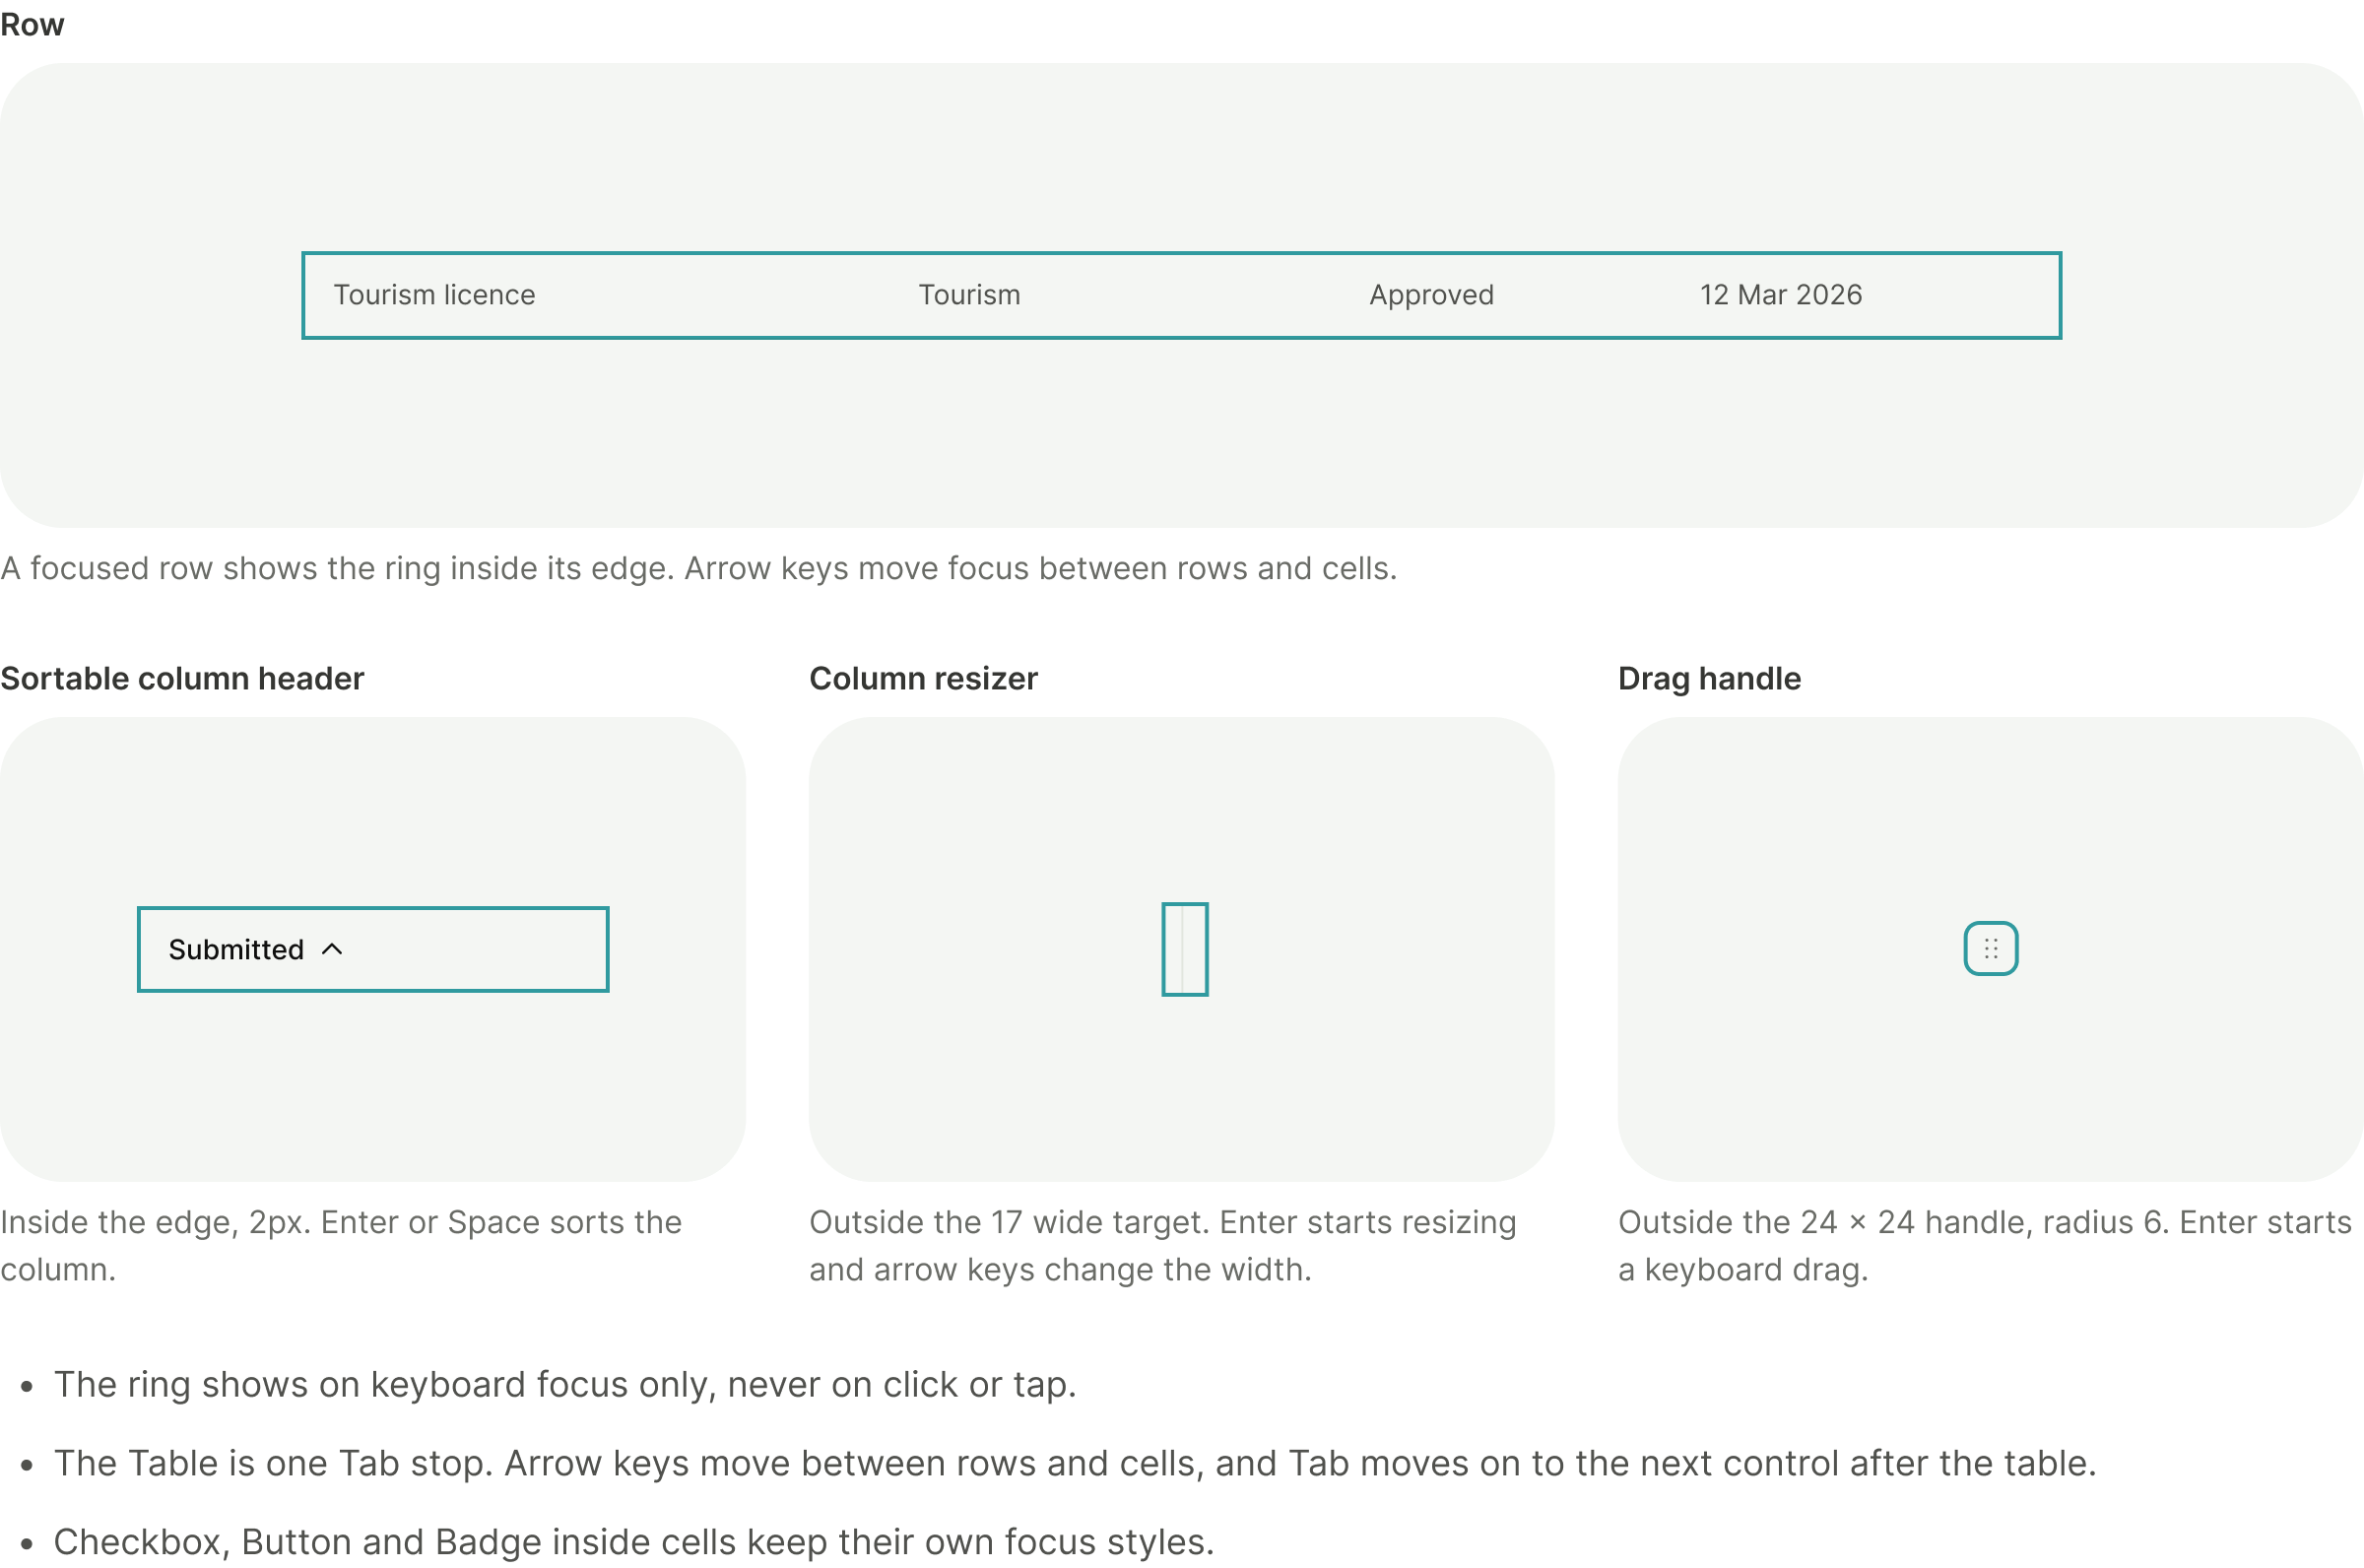 Row
Tourism licence Tourism Approved 12 Mar 2026
A focused row shows the ring inside its edge. Arrow keys move focus between rows and cells.
Sortable column header
Submitted
Inside the edge, 2px. Enter or Space sorts the
column.
Column resizer
Outside the 17 wide target. Enter starts resizing
and arrow keys change the width.
Drag handle
Outside the 24 × 24 handle, radius 6. Enter starts
a keyboard drag.
• The ring shows on keyboard focus only, never on click or tap.
• The Table is one Tab stop. Arrow keys move between rows and cells, and Tab moves on to the next control after the table.
• Checkbox, Button and Badge inside cells keep their own focus styles.